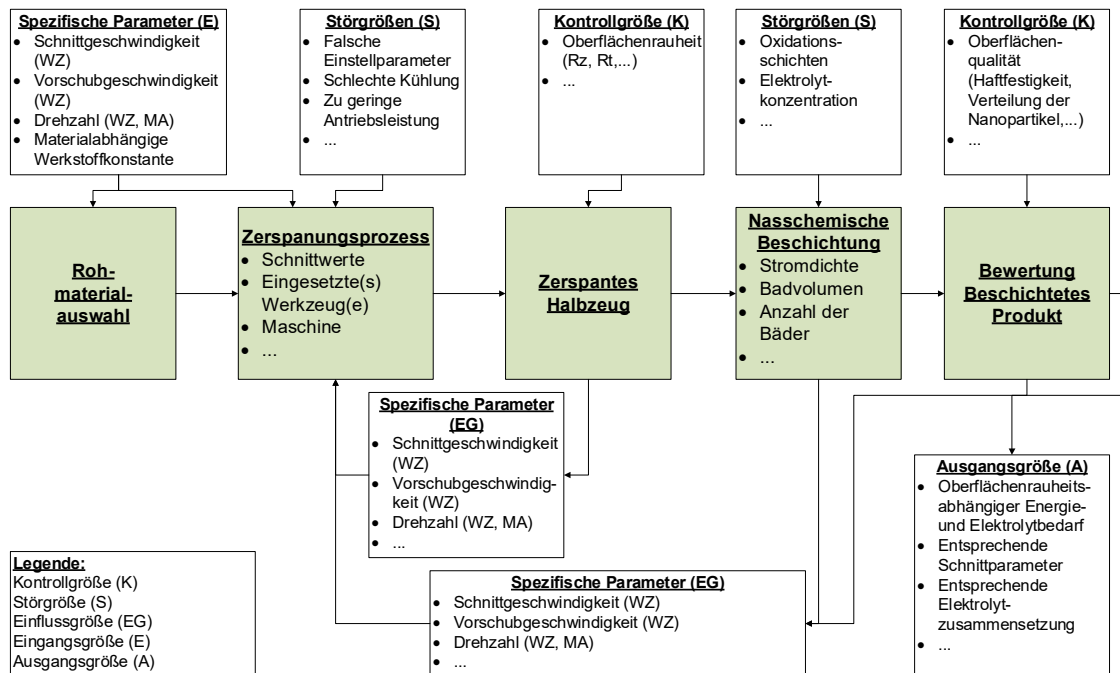 Spezifische Parameter (E)
• Schnittgeschwindigkeit
(WZ)
• Vorschubgeschwindigkeit
(WZ)
• Drehzahl (WZ, MA)
• Materialabhängige
Werkstoffkonstante
Störgrößen (S)
• Falsche
Einstellparameter
• Schlechte Kühlung
• Zu geringe
Antriebsleistung
• ...
Kontrollgröße (K)
• Oberflächenrauheit
(Rz, Rt,...)
• ...
Störgrößen (S)
• Oxidations-
schichten
• Elektrolyt-
konzentration
• ...
Kontrollgröße (K)
• Oberflächen-
qualität
(Haftfestigkeit,
Verteilung der
Nanopartikel,...)
• ...
Roh-
material-
auswahl
Zerspanungsprozess
• Schnittwerte
• Eingesetzte(s)
Werkzeug(e)
• Maschine
• ...
Zerspantes
Halbzeug
Nasschemische
Beschichtung
• Stromdichte
• Badvolumen
• Anzahl der
Bäder
• ...
Bewertung
Beschichtetes
Produkt
Spezifische Parameter
(EG)
• Schnittgeschwindigkeit
(WZ)
• Vorschubgeschwindig-
keit (WZ)
• Drehzahl (WZ, MA)
• ...
Ausgangsgröße (A)
• Oberflächenrauheits-
abhängiger Energie-
und Elektrolytbedarf
• Entsprechende
Schnittparameter
• Entsprechende
Elektrolyt-
zusammensetzung
• ...
Legende:
Kontrollgröße (K)
Störgröße (S)
Einflussgröße (EG)
Eingangsgröße (E)
Ausgangsgröße (A)
Spezifische Parameter (EG)
• Schnittgeschwindigkeit (WZ)
• Vorschubgeschwindigkeit (WZ)
• Drehzahl (WZ, MA)
• ...